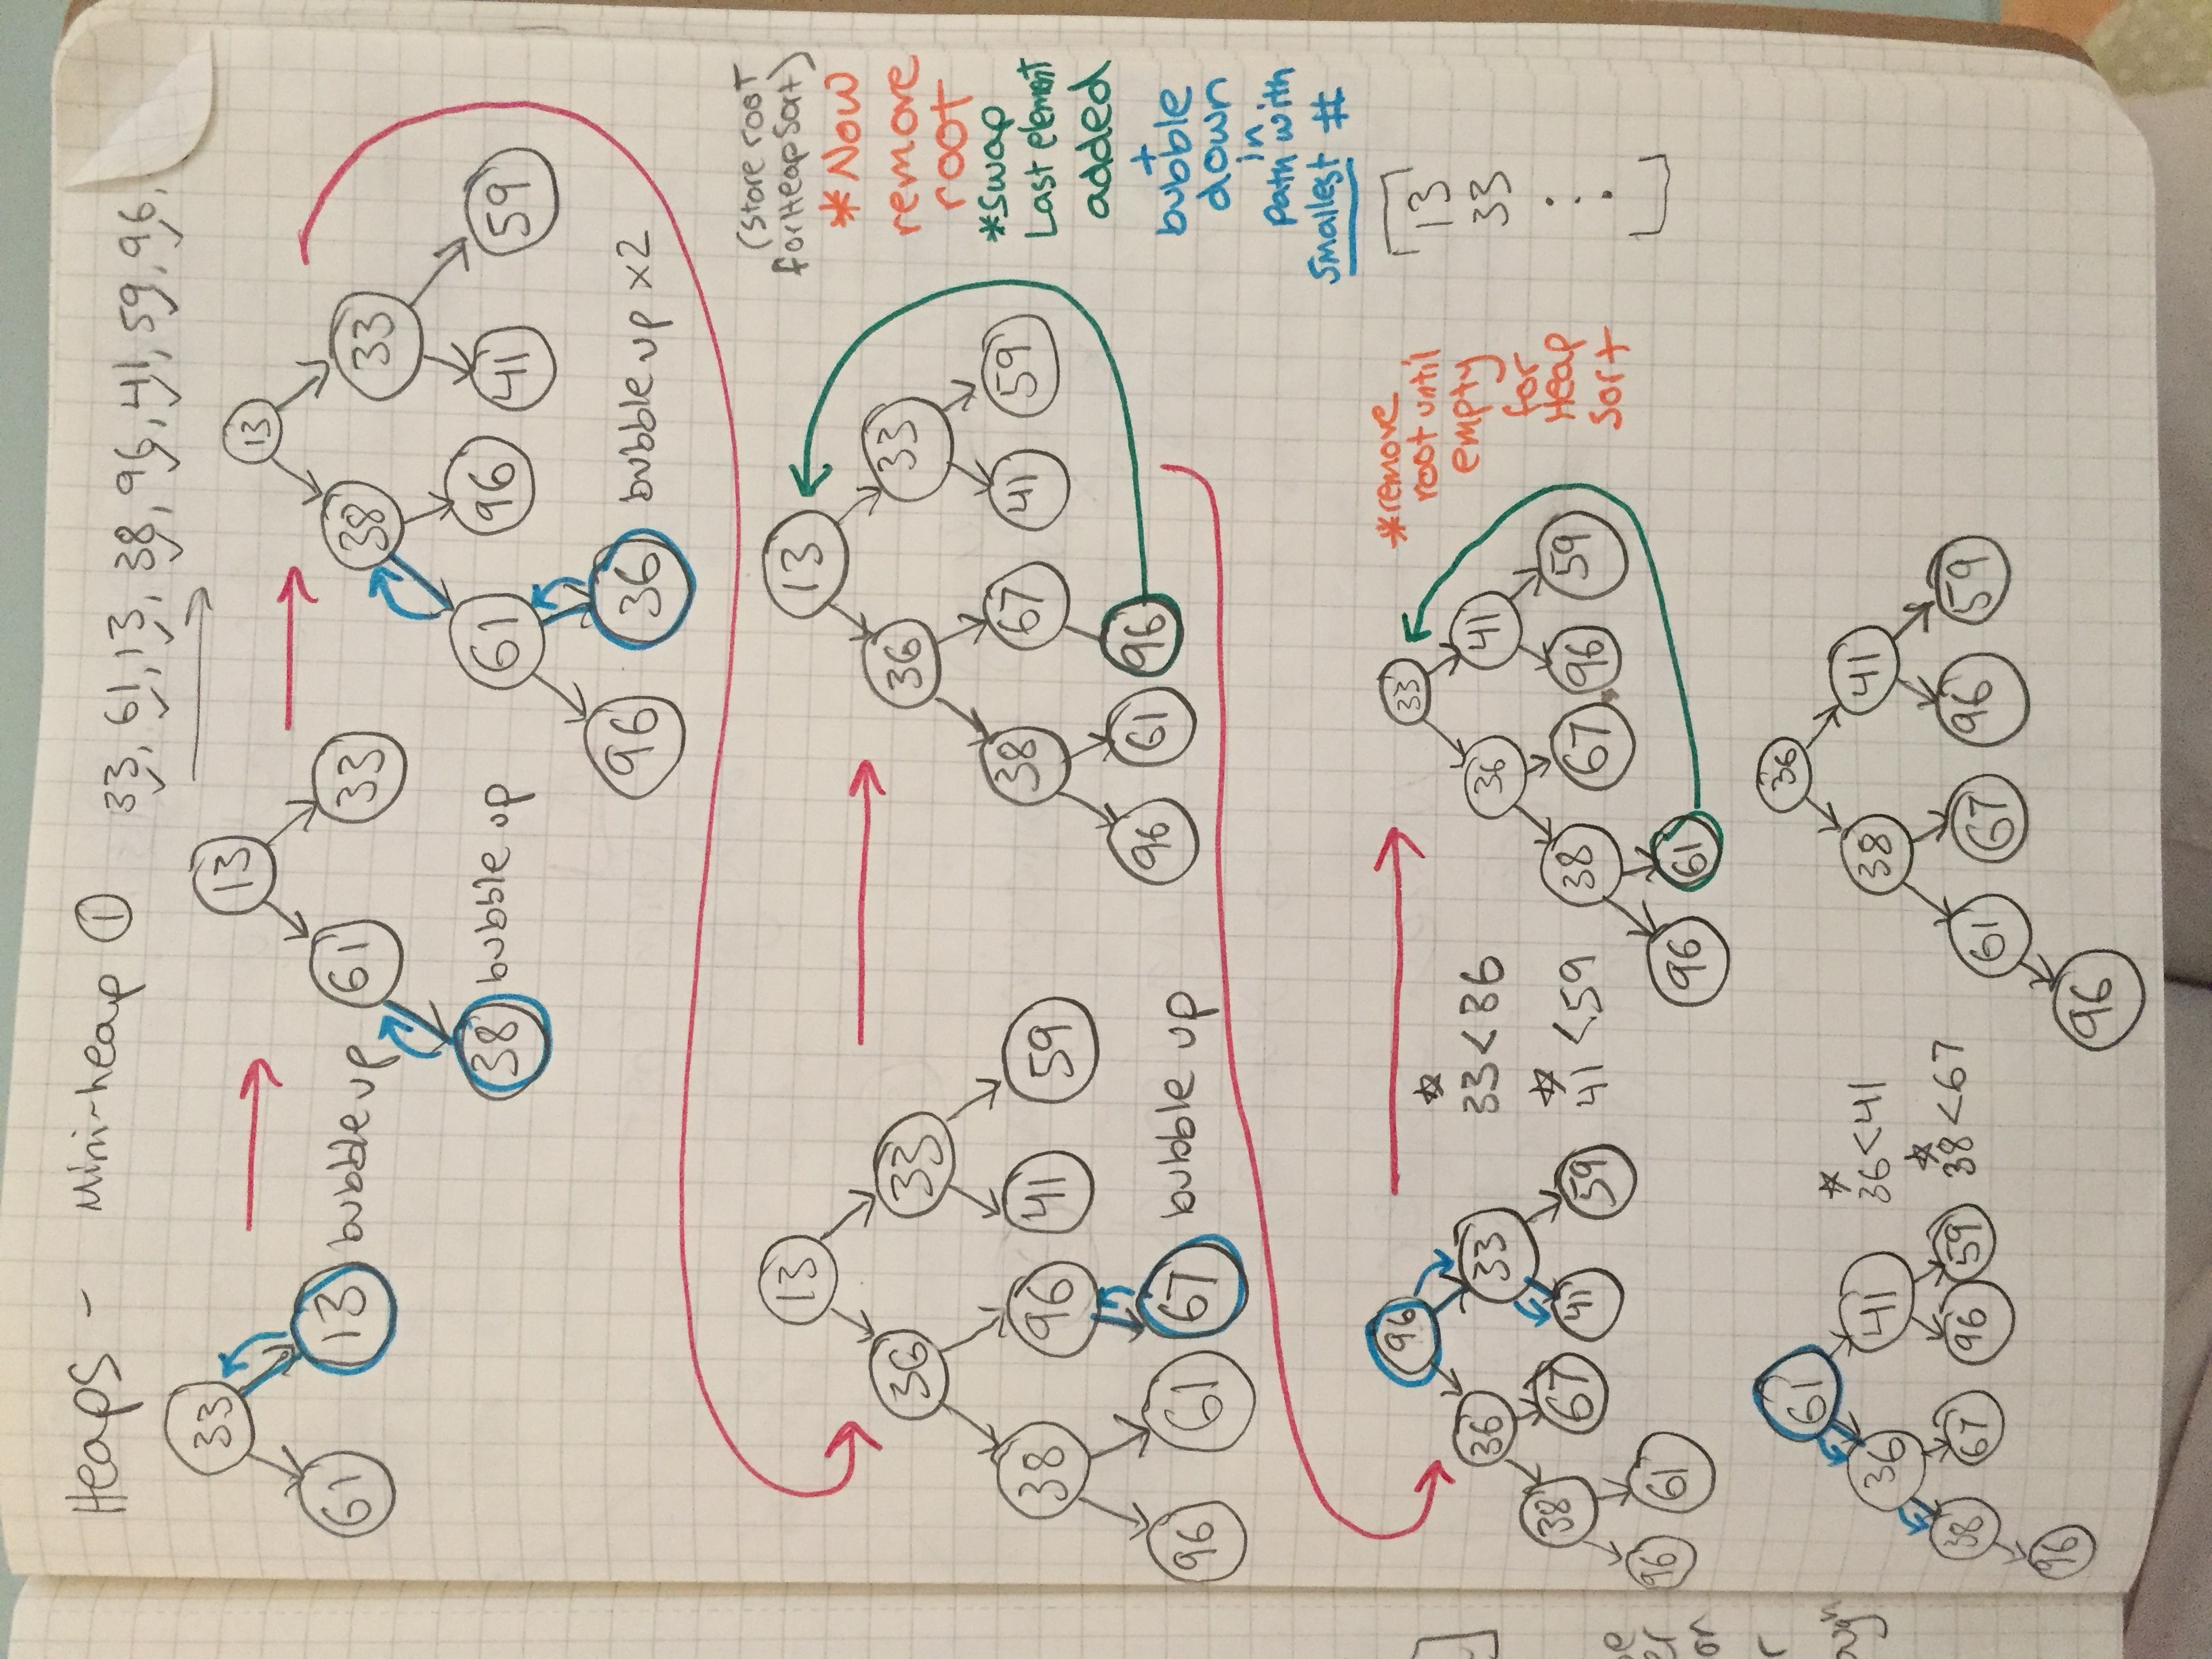 Heaps - Mini-heap ①
33, 61, 13, 38, 96, 41, 59, 96,
33
61 13 bubble up
13
61 33
38 bubble up
13
38 33
61 96 41 59
96 36 bubble up x2
13
36 33
38 96 41 59
96 61 67 bubble up
13
36 33
38 67 41 59
96 61 96
(store root
for HeapSort)
*Now
remove
root
*swap
Last element
added
+
bubble
down
in
path with
smallest #
96
36 33
38 67 41 59
96 61
33<36
41<59
33
36 41
38 67 96 59
96 61
*remove
root until
empty
for
Heap
Sort
13
33
:
:
61
36 41
38 67 96 59
96
36<41
38<67
36
38 41
61 67 96 59
96